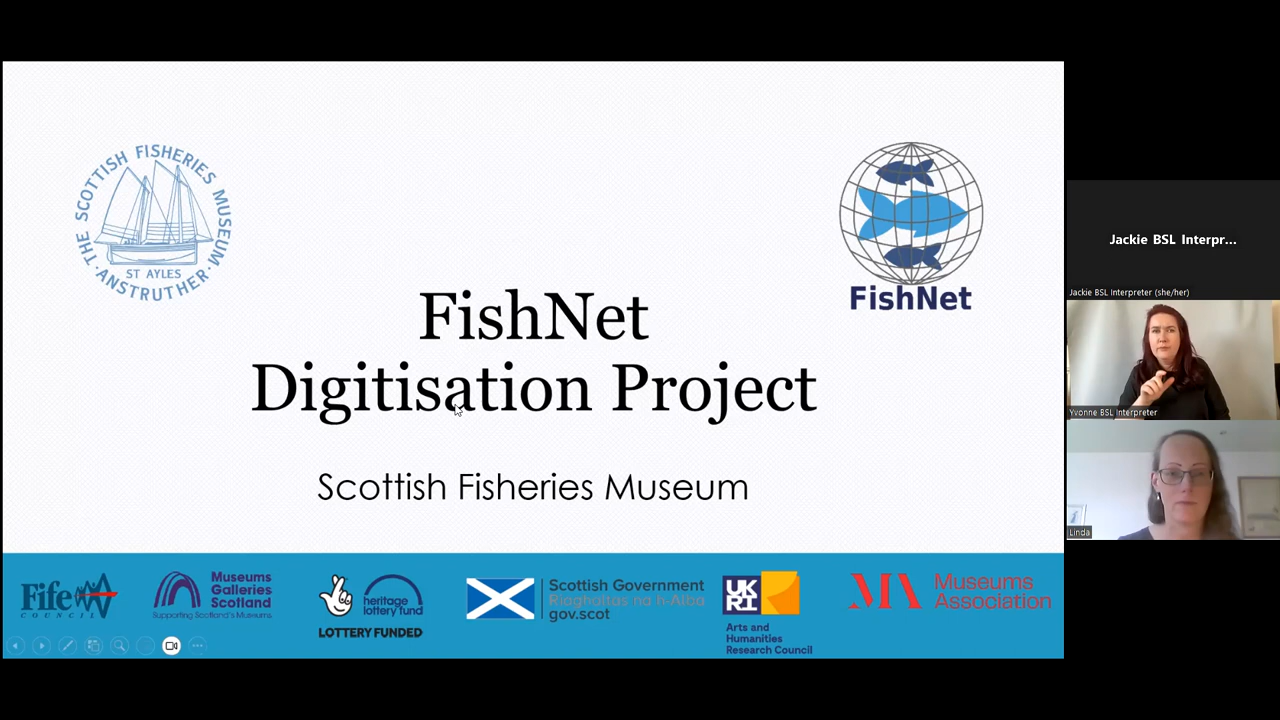 THE SCOTTISH FISHERIES MUSEUM
ST AYLES
· ANSTRUTHER ·
FishNet
FishNet
Digitisation Project
Scottish Fisheries Museum
Fife
COUNCIL
Museums
Galleries
Scotland
Supporting Scotland's Museums
heritage
lottery fund
LOTTERY FUNDED
Scottish Government
Riaghaltas na h-Alba
gov.scot
UK
RI
Arts and
Humanities
Research Council
MA
Museums
Association
Jackie BSL Interpr...
Jackie BSL Interpreter (she/her)
Yvonne BSL Interpreter
Linda